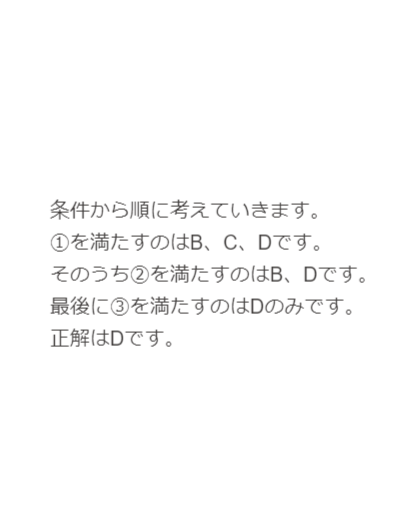 条件から順に考えていきます。
①を満たすのはB、C、Dです。
そのうち②を満たすのはB、Dです。
最後に③を満たすのはDのみです。
正解はDです。